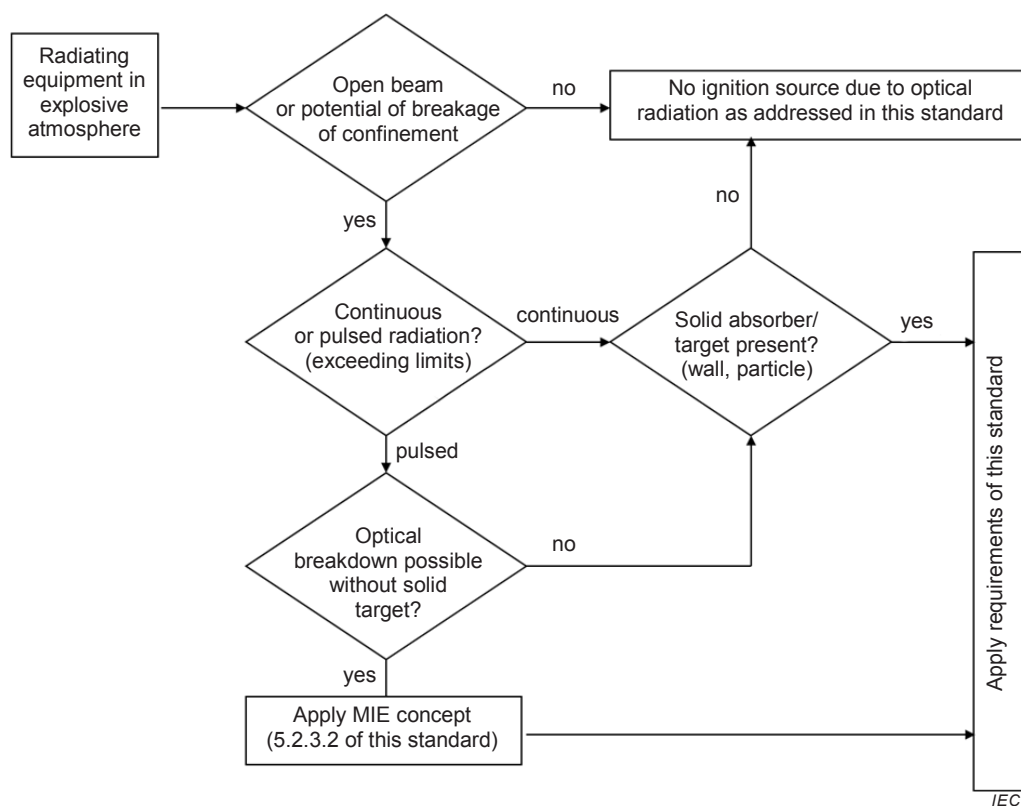 Radiating
equipment in
explosive
atmosphere
Open beam
or potential of breakage
of confinement
no
No ignition source due to optical
radiation as addressed in this standard
yes
no
Continuous
or pulsed radiation?
(exceeding limits)
continuous
Solid absorber/
target present?
(wall, particle)
yes
pulsed
Optical
breakdown possible
without solid
target?
no
yes
Apply MIE concept
(5.2.3.2 of this standard)
Apply requirements of this standard
IEC